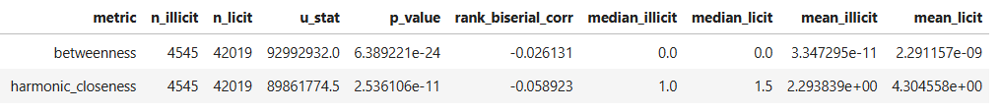 metric n_illicit n_licit u_stat p_value rank_biserial_corr median_illicit median_licit mean_illicit mean_licit
betweenness 4545 42019 92992932.0 6.389221e-24 -0.026131 0.0 0.0 3.347295e-11 2.291157e-09
harmonic_closeness 4545 42019 89861774.5 2.536106e-11 -0.058923 1.0 1.5 2.293839e+00 4.304558e+00